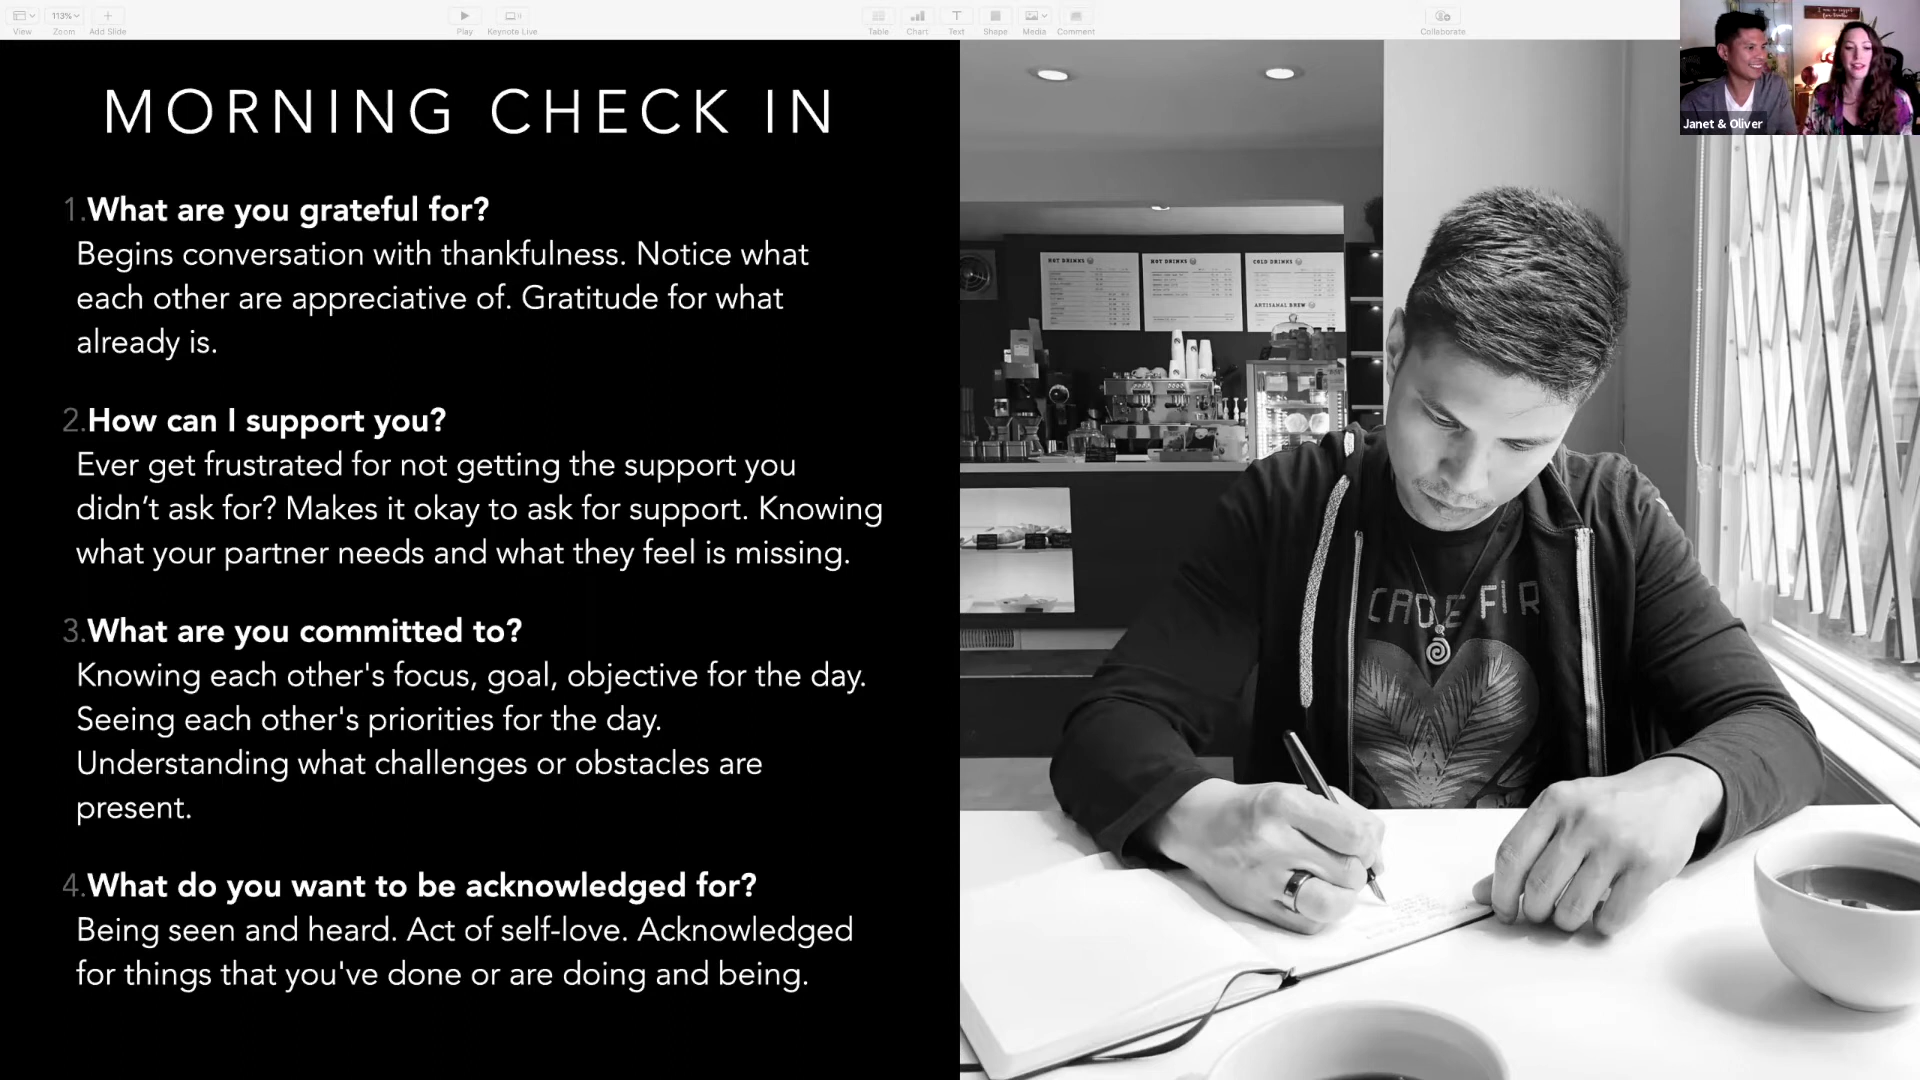 View
113%
Zoom
Add Slide
Play
Keynote Live
Table
Chart
Text
Shape
Media
Comment
Collaborate
Janet & Oliver
MORNING CHECK IN
1.What are you grateful for?
Begins conversation with thankfulness. Notice what
each other are appreciative of. Gratitude for what
already is.
2.How can I support you?
Ever get frustrated for not getting the support you
didn’t ask for? Makes it okay to ask for support. Knowing
what your partner needs and what they feel is missing.
3.What are you committed to?
Knowing each other's focus, goal, objective for the day.
Seeing each other's priorities for the day.
Understanding what challenges or obstacles are
present.
4.What do you want to be acknowledged for?
Being seen and heard. Act of self-love. Acknowledged
for things that you've done or are doing and being.
HOT DRINKS
HOT DRINKS
COLD DRINKS
ARTISANAL BREW